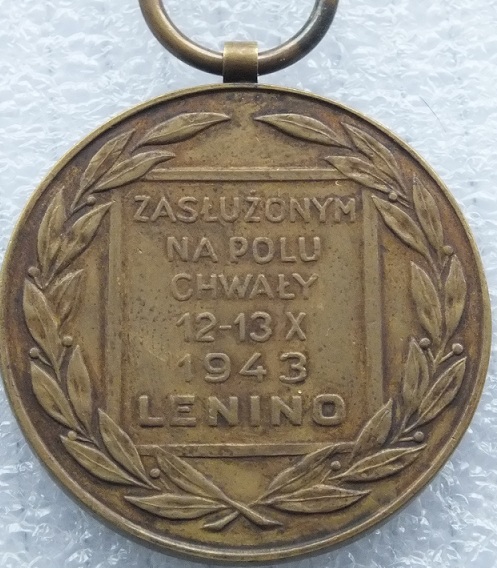 ZASŁUŻONYM
NA POLU
CHWAŁY
12-13 X
1943
LENINO